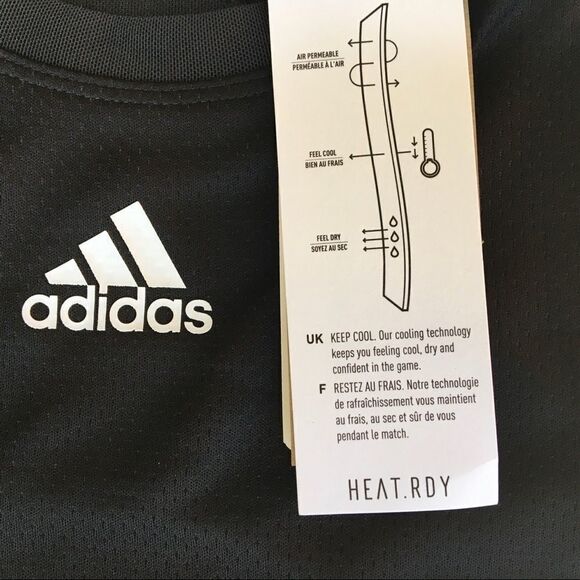 adidas
AIR PERMEABLE
PERMÉABLE À L'AIR
FEEL COOL
BIEN AU FRAIS
FEEL DRY
SOYEZ AU SEC
UK KEEP COOL. Our cooling technology
keeps you feeling cool, dry and
confident in the game.
F RESTEZ AU FRAIS. Notre technologie
de rafraîchissement vous maintient
au frais, au sec et sûr de vous
pendant le match.
HEAT.RDY